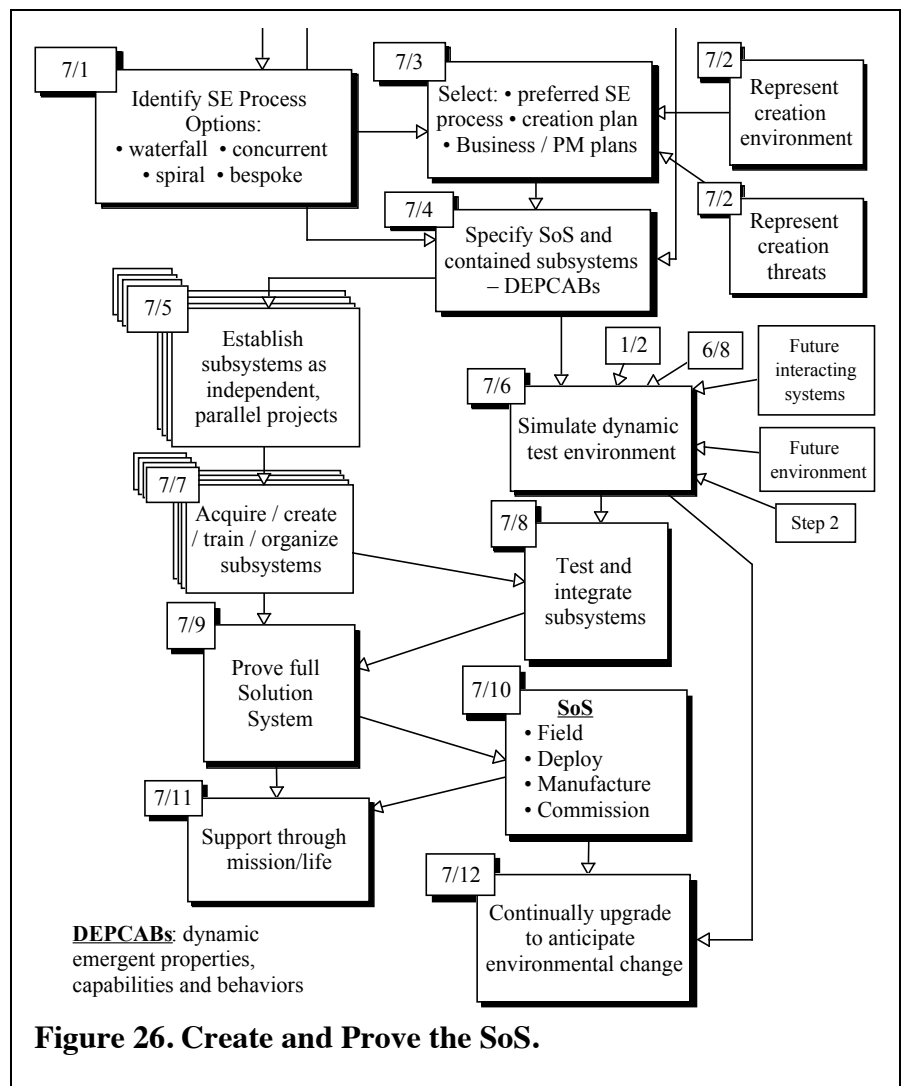 7/1
Identify SE Process
Options:
• waterfall • concurrent
• spiral • bespoke
7/3
Select: • preferred SE
process • creation plan
• Business / PM plans
7/2
Represent
creation
environment
7/2
Represent
creation
threats
7/4
Specify SoS and
contained subsystems
– DEPCABs
7/5
Establish
subsystems as
independent,
parallel projects
1/2
6/8
Future
interacting
systems
7/6
Simulate dynamic
test environment
Future
environment
Step 2
7/7
Acquire / create
/ train / organize
subsystems
7/8
Test and
integrate
subsystems
7/9
Prove full
Solution
System
7/10
SoS
• Field
• Deploy
• Manufacture
• Commission
7/11
Support through
mission/life
7/12
Continually upgrade
to anticipate
environmental change
DEPCABs: dynamic
emergent properties,
capabilities and behaviors
Figure 26. Create and Prove the SoS.